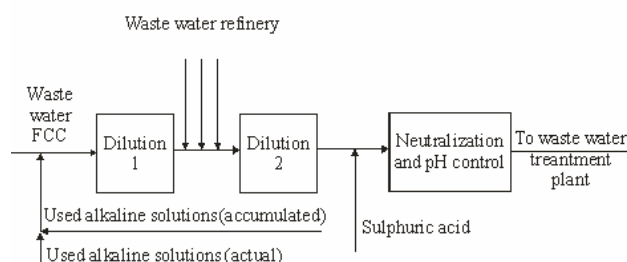 Waste water refinery
Waste
water
FCC
Dilution
1
Dilution
2
Neutralization
and pH control
To waste water
treantment
plant
Used alkaline solutions(accumulated)
Sulphuric acid
Used alkaline solutions(actual)